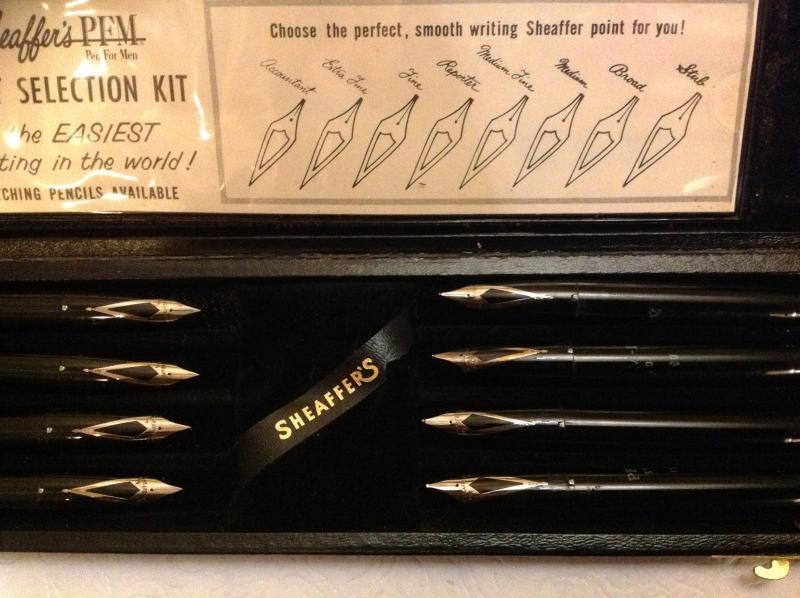 eaffer's PFM
Pen For Men
T SELECTION KIT
the EASIEST
ting in the world!
CHING PENCILS AVAILABLE
Choose the perfect, smooth writing Sheaffer point for you!
Accountant Extra Fine Fine Reporter Medium Fine Medium Broad Stub
SHEAFFER'S